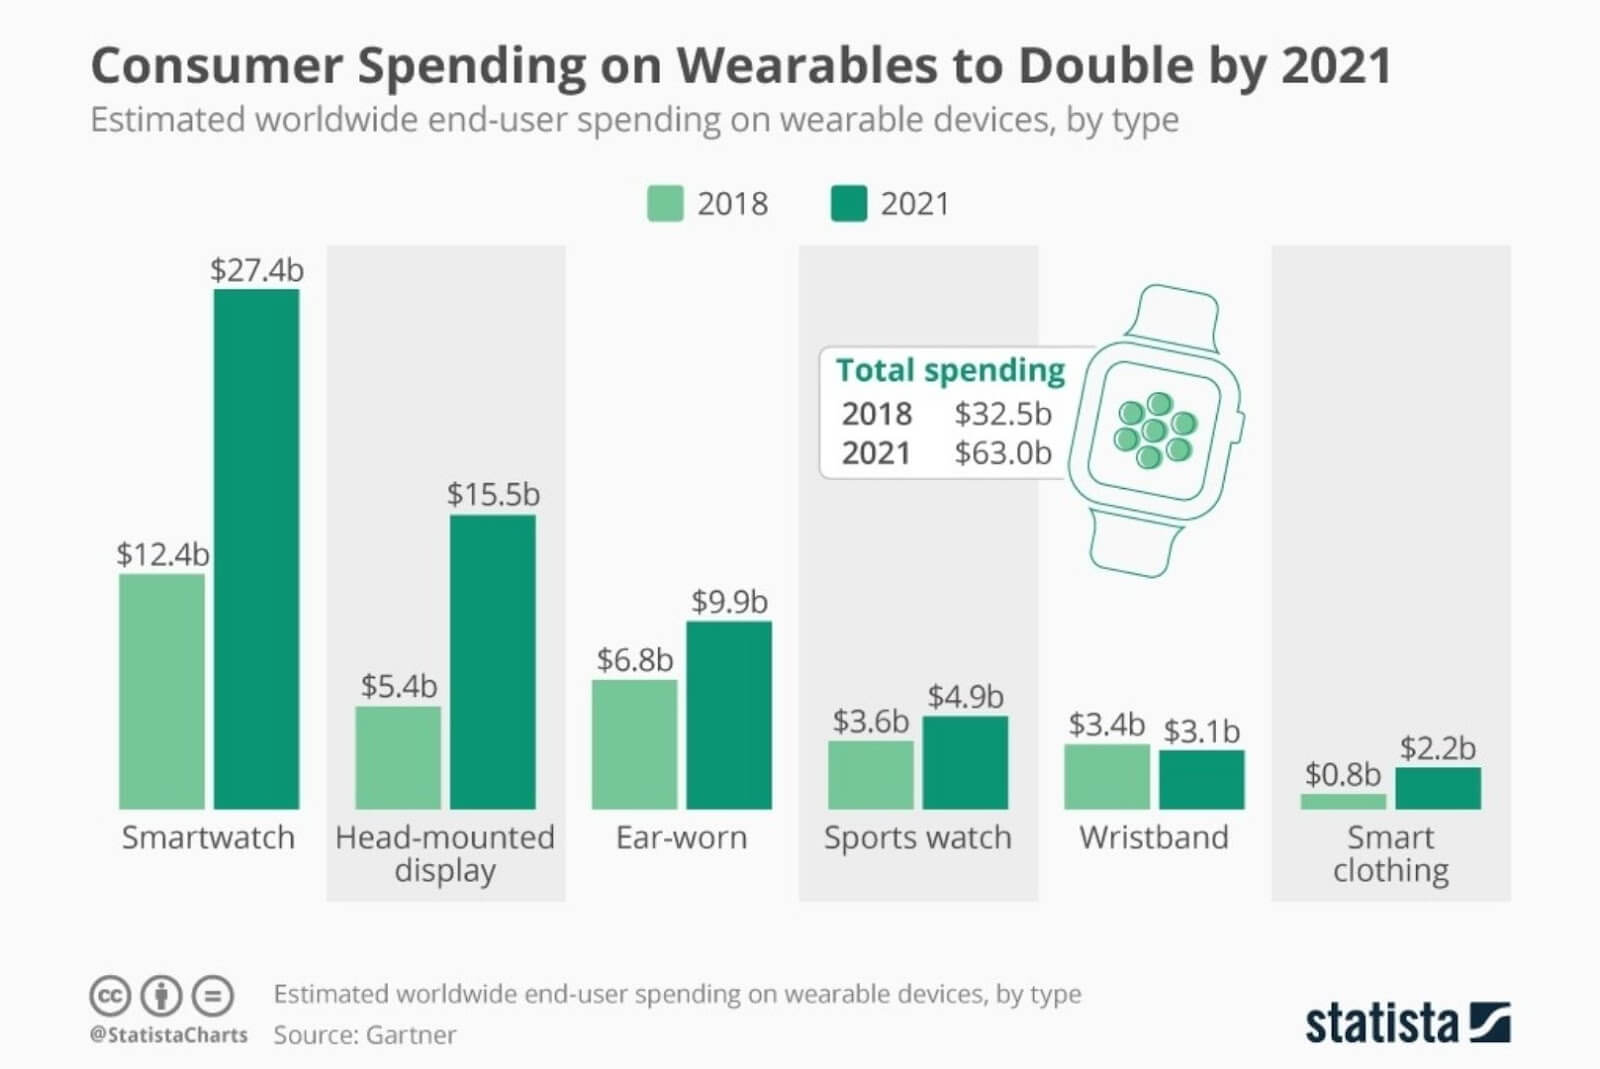 Consumer Spending on Wearables to Double by 2021
Estimated worldwide end-user spending on wearable devices, by type
2018
2021
$12.4b
$27.4b
$5.4b
$15.5b
$6.8b
$9.9b
$3.6b
$4.9b
$3.4b
$3.1b
$0.8b
$2.2b
Total spending
2018 $32.5b
2021 $63.0b
Smartwatch
Head-mounted
display
Ear-worn
Sports watch
Wristband
Smart
clothing
cc
@StatistaCharts
Estimated worldwide end-user spending on wearable devices, by type
Source: Gartner
statista